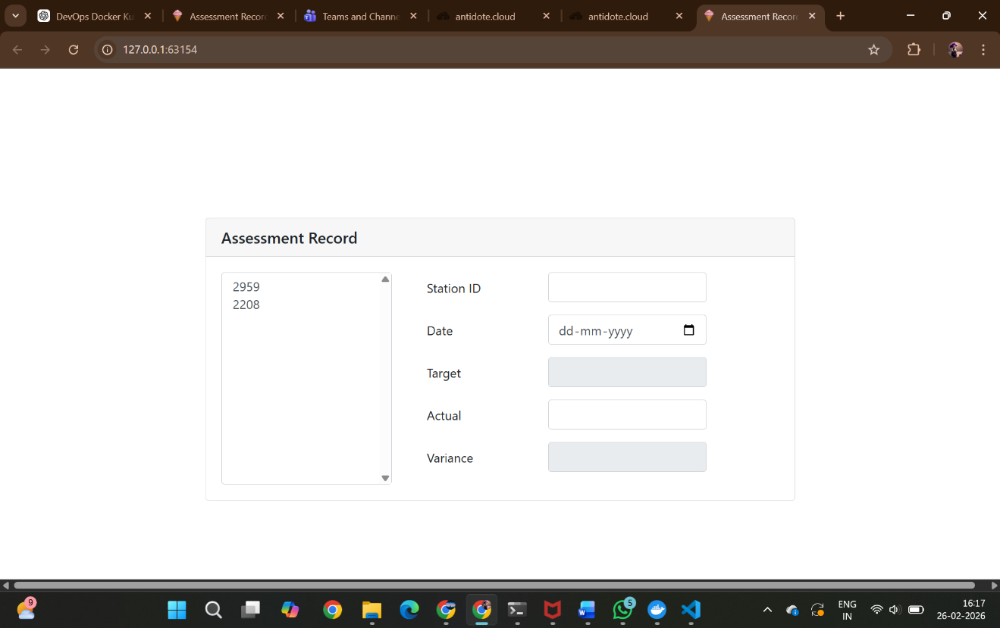 DevOps Docker Ku
Assessment Record
Teams and Channe
antidote.cloud
antidote.cloud
Assessment Record
127.0.0.1:63154
Assessment Record
2959
2208
Station ID
Date
dd-mm-yyyy
Target
Actual
Variance
9
5
ENG
IN
16:17
26-02-2026